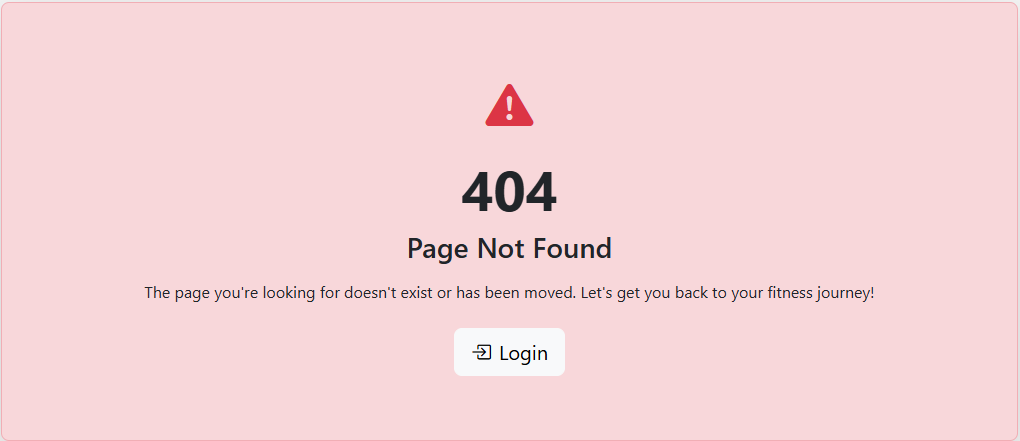 404
Page Not Found
The page you're looking for doesn't exist or has been moved. Let's get you back to your fitness journey!
Login